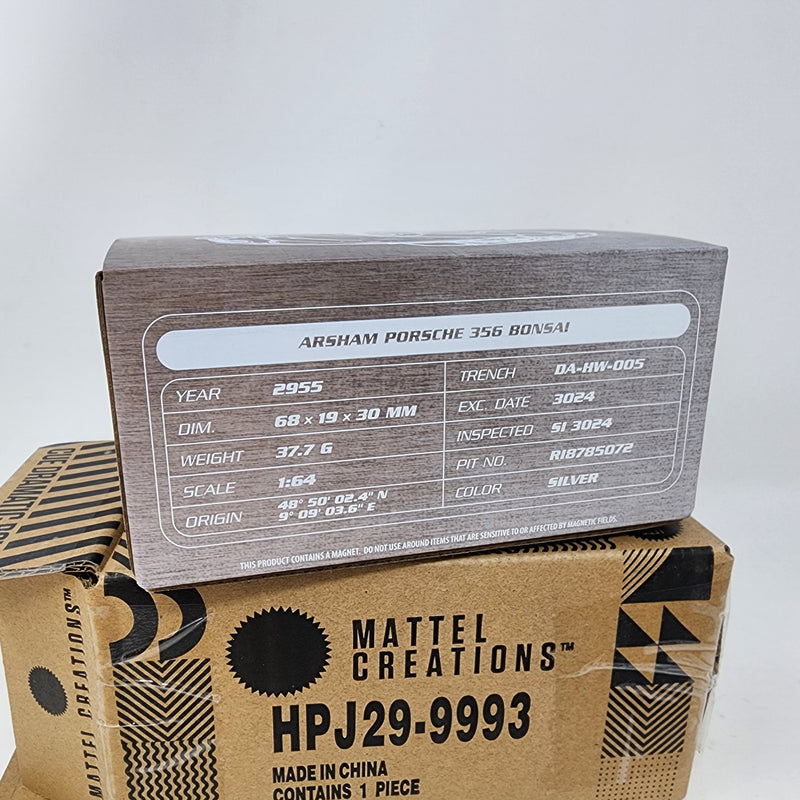 ARSHAM PORSCHE 356 BONSAI
YEAR 2955
DIM. 68 x 19 x 30 MM
WEIGHT 37.7 G
SCALE 1:64
ORIGIN 48° 50' 02.4" N
9° 09' 03.6" E
TRENCH DA-HW-005
EXC. DATE 3024
INSPECTED SI 3024
PIT NO. RI8785072
COLOR SILVER
THIS PRODUCT CONTAINS A MAGNET. DO NOT USE AROUND ITEMS THAT ARE SENSITIVE TO OR AFFECTED BY MAGNETIC FIELDS.
MATTEL
CREATIONS™
HPJ29-9993
MADE IN CHINA
CONTAINS 1 PIECE
MATTEL CREATIONS™